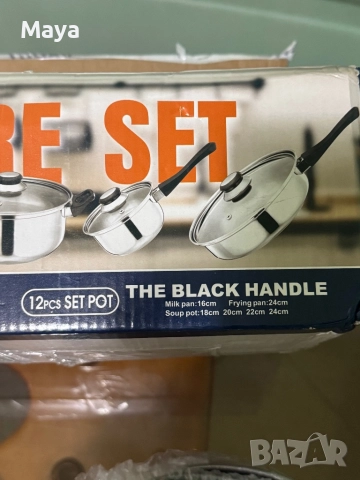 Maya
RE SET
12PCS SET POT
THE BLACK HANDLE
Milk pan:16cm Frying pan:24cm
Soup pot:18cm 20cm 22cm 24cm
BAZAR